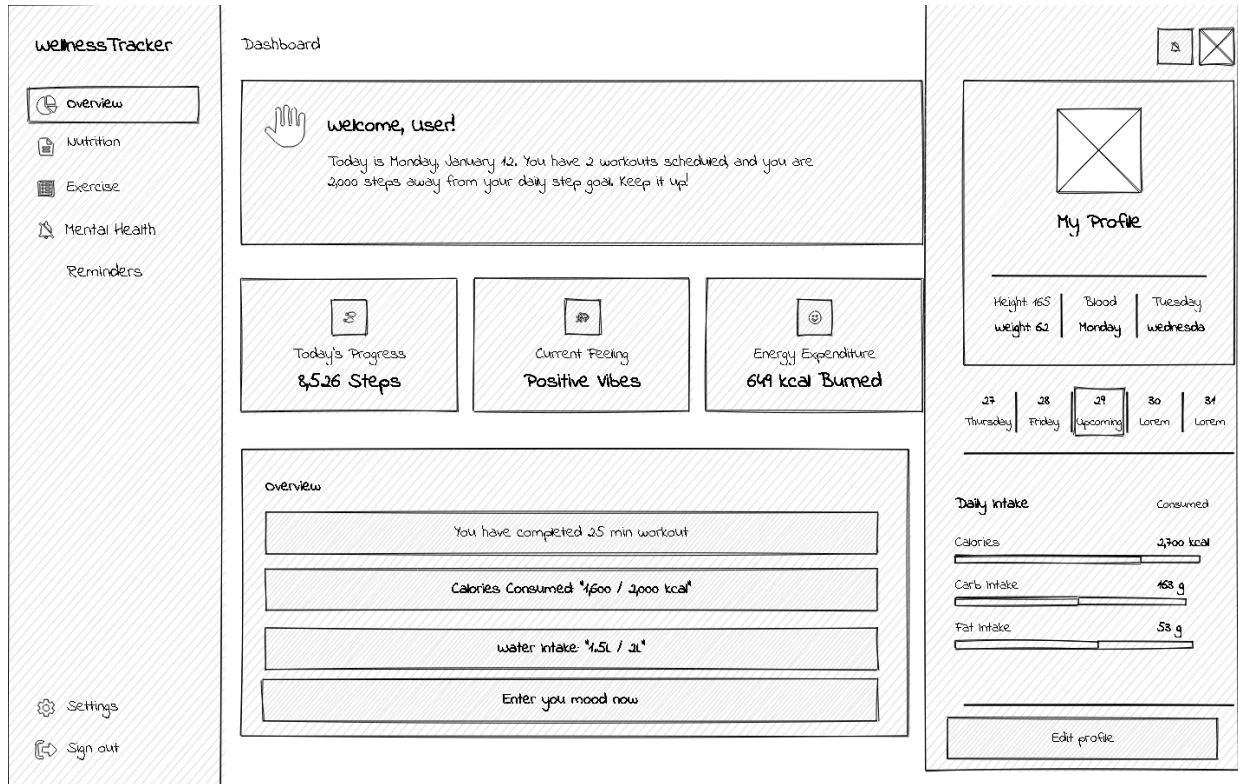 WellnessTracker
Overview
Nutrition
Exercise
Mental Health
Reminders
Settings
Sign out
Dashboard
Welcome, User!
Today is Monday, January 12. You have 2 workouts scheduled, and you are
2,000 steps away from your daily step goal. Keep it up!
Today's Progress
8,526 Steps
Current Feeling
Positive Vibes
Energy Expenditure
649 kcal Burned
Overview
You have completed 25 min workout
Calories Consumed: "1,600 / 2,000 kcal"
Water Intake: "1.5L / 2L"
Enter you mood now
My Profile
Height 165
Weight 62
Blood
Monday
Tuesday
Wednesda
27
Thursday
28
Friday
29
Upcoming
30
Lorem
31
Lorem
Daily Intake
Consumed
Calories
2,700 kcal
Carb Intake
163 g
Fat Intake
53 g
Edit profile